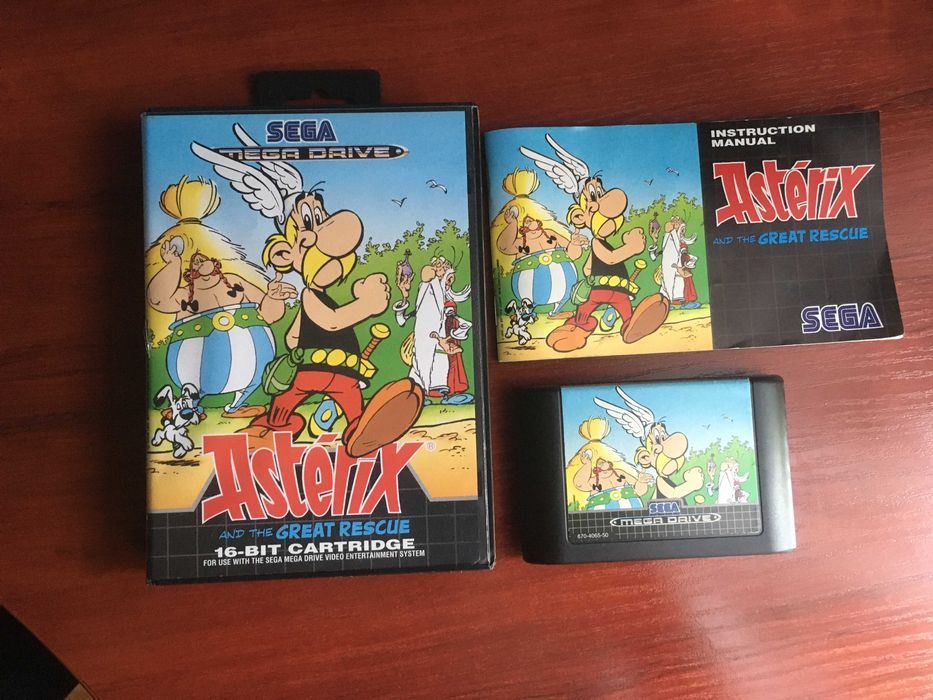 SEGA
MEGA DRIVE
Astérix®
AND THE GREAT RESCUE
16-BIT CARTRIDGE
FOR USE WITH THE SEGA MEGA DRIVE VIDEO ENTERTAINMENT SYSTEM
INSTRUCTION
MANUAL
Astérix
AND THE GREAT RESCUE
SEGA
SEGA
MEGA DRIVE
670-4065-50